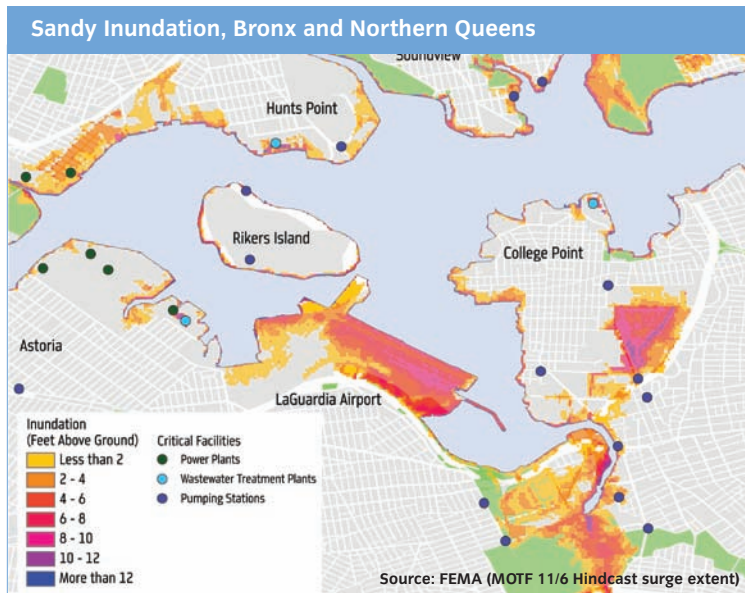 Sandy Inundation, Bronx and Northern Queens
Soundview
Hunts Point
Rikers Island
College Point
Astoria
LaGuardia Airport
Inundation
(Feet Above Ground)
Less than 2
2 - 4
4 - 6
6 - 8
8 - 10
10 - 12
More than 12
Critical Facilities
Power Plants
Wastewater Treatment Plants
Pumping Stations
Source: FEMA (MOTF 11/6 Hindcast surge extent)